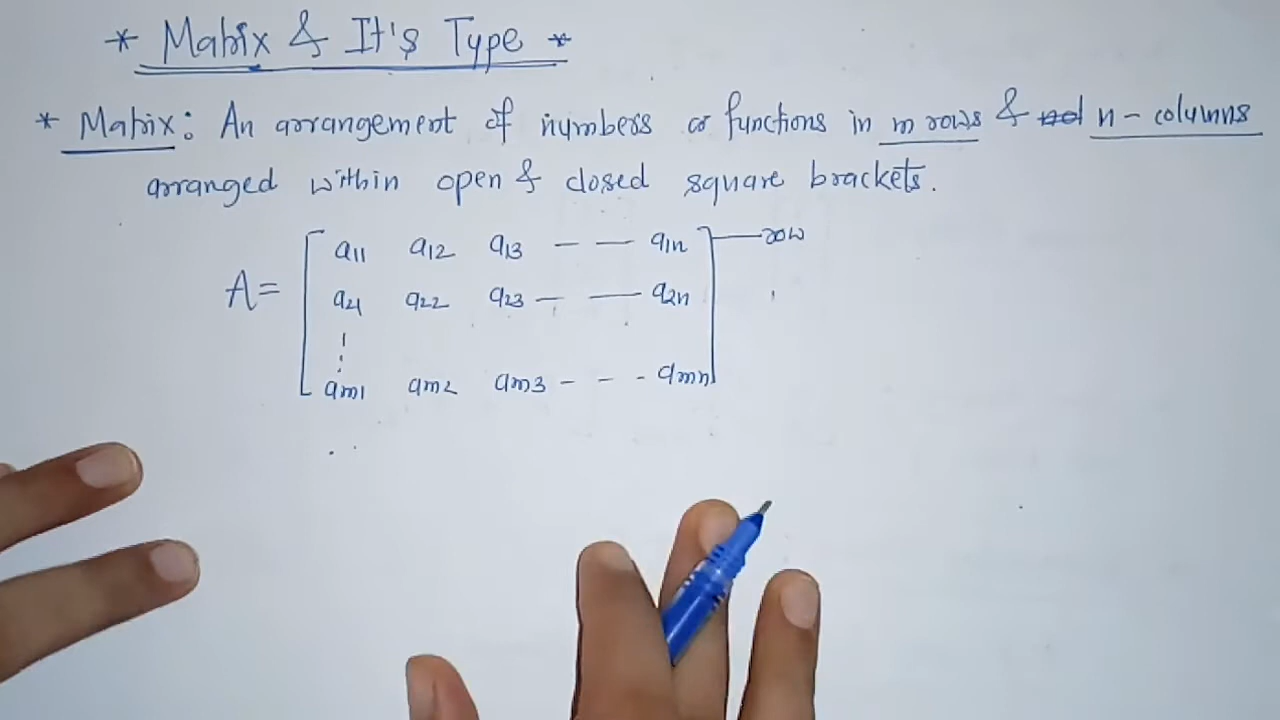 * Matrix & It's Type *
* Matrix: An arrangement of numbers or functions in m rows & n - columns
arranged within open & closed square brackets.
A = [ a11 a12 a13 — — a1n ] — row
a21 a22 a23 — — a2n
am1 am2 am3 - - - amn